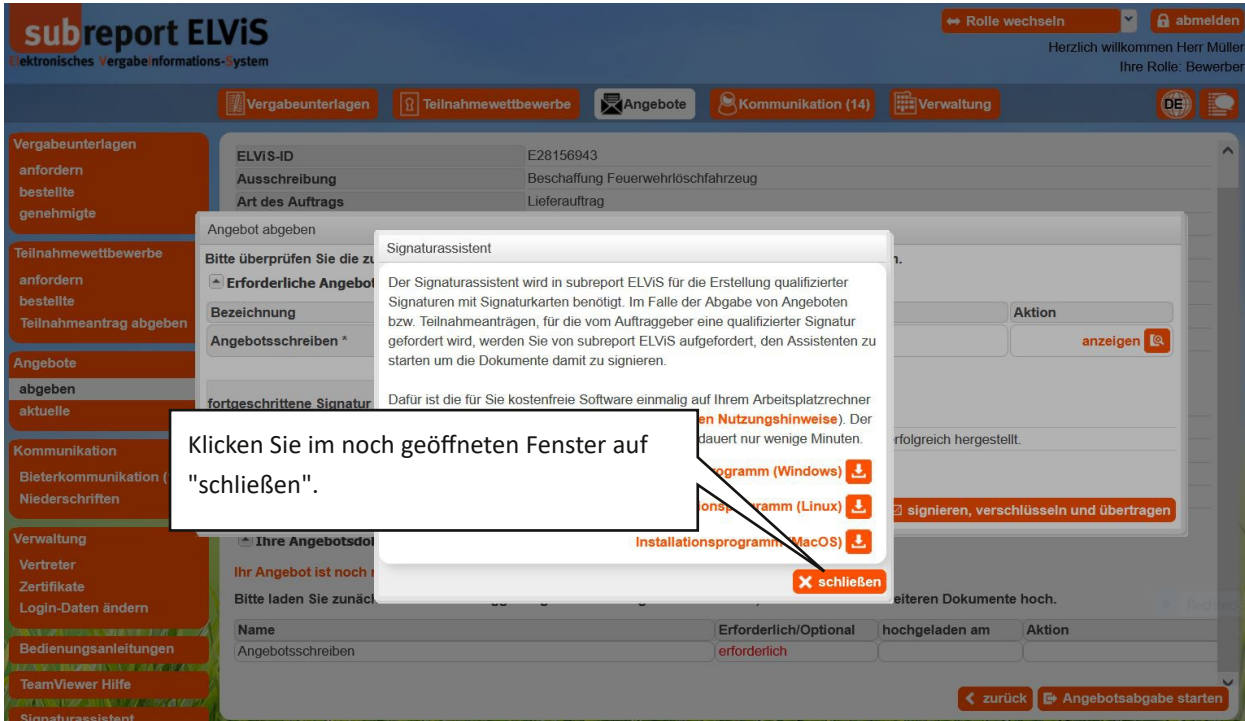 subreport ELViS
Elektronisches VergabeInformations-System
Rolle wechseln
abmelden
Herzlich willkommen Herr Müller
Ihre Rolle: Bewerber
Vergabeunterlagen
Teilnahmewettbewerbe
Angebote
Kommunikation (14)
Verwaltung
DE
Vergabeunterlagen
anfordern
bestellte
genehmigte
Teilnahmewettbewerbe
anfordern
bestellte
Teilnahmeantrag abgeben
Angebote
abgeben
aktuelle
Kommunikation
Bieterkommunikation (
Niederschriften
Verwaltung
Vertreter
Zertifikate
Login-Daten ändern
Bedienungsanleitungen
TeamViewer Hilfe
Signaturassistent
ELViS-ID E28156943
Ausschreibung Beschaffung Feuerwehrlöschfahrzeug
Art des Auftrags Lieferauftrag
Angebot abgeben
Bitte überprüfen Sie die zu
n.
Erforderliche Angebot
Bezeichnung Aktion
Angebotsschreiben * anzeigen
fortgeschrittene Signatur
rfolgreich hergestellt.
signieren, verschlüsseln und übertragen
Signaturassistent
Der Signaturassistent wird in subreport ELViS für die Erstellung qualifizierter
Signaturen mit Signaturkarten benötigt. Im Falle der Abgabe von Angeboten
bzw. Teilnahmeanträgen, für die vom Auftraggeber eine qualifizierter Signatur
gefordert wird, werden Sie von subreport ELViS aufgefordert, den Assistenten zu
starten um die Dokumente damit zu signieren.
Dafür ist die für Sie kostenfreie Software einmalig auf Ihrem Arbeitsplatzrechner
en Nutzungshinweise). Der
dauert nur wenige Minuten.
rogramm (Windows)
ionsprogramm (Linux)
Installationsprogramm (MacOS)
schließen
Klicken Sie im noch geöffneten Fenster auf
"schließen".
Ihre Angebotsdo
Ihr Angebot ist noch
Bitte laden Sie zunäc
eiteren Dokumente hoch.
Name Erforderlich/Optional hochgeladen am Aktion
Angebotsschreiben erforderlich
zurück
Angebotsabgabe starten